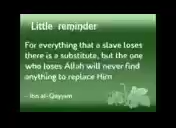 Little reminder
For everything that a slave loses
there is a substitute, but the one
who loses Allah will never find
anything to replace Him
- Ibn al-Qayyem